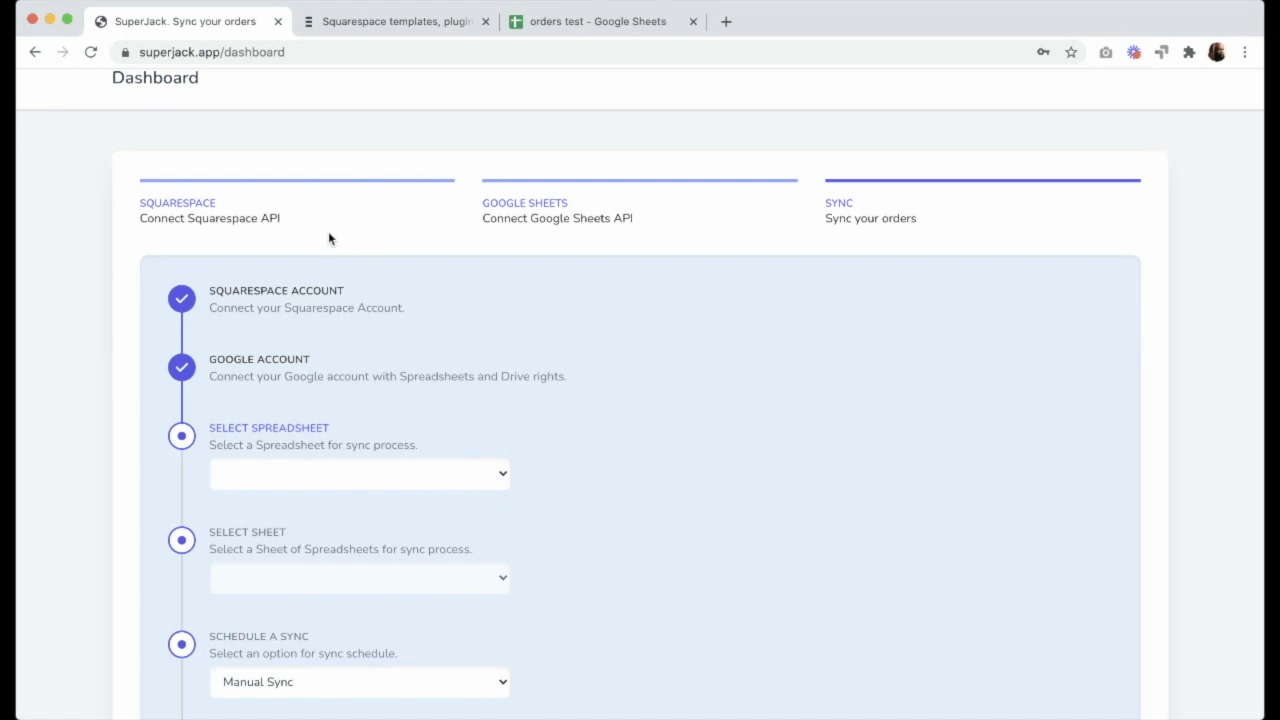 SuperJack. Sync your orders
Squarespace templates, plugin
orders test - Google Sheets
superjack.app/dashboard
Dashboard
SQUARESPACE
Connect Squarespace API
GOOGLE SHEETS
Connect Google Sheets API
SYNC
Sync your orders
SQUARESPACE ACCOUNT
Connect your Squarespace Account.
GOOGLE ACCOUNT
Connect your Google account with Spreadsheets and Drive rights.
SELECT SPREADSHEET
Select a Spreadsheet for sync process.
SELECT SHEET
Select a Sheet of Spreadsheets for sync process.
SCHEDULE A SYNC
Select an option for sync schedule.
Manual Sync